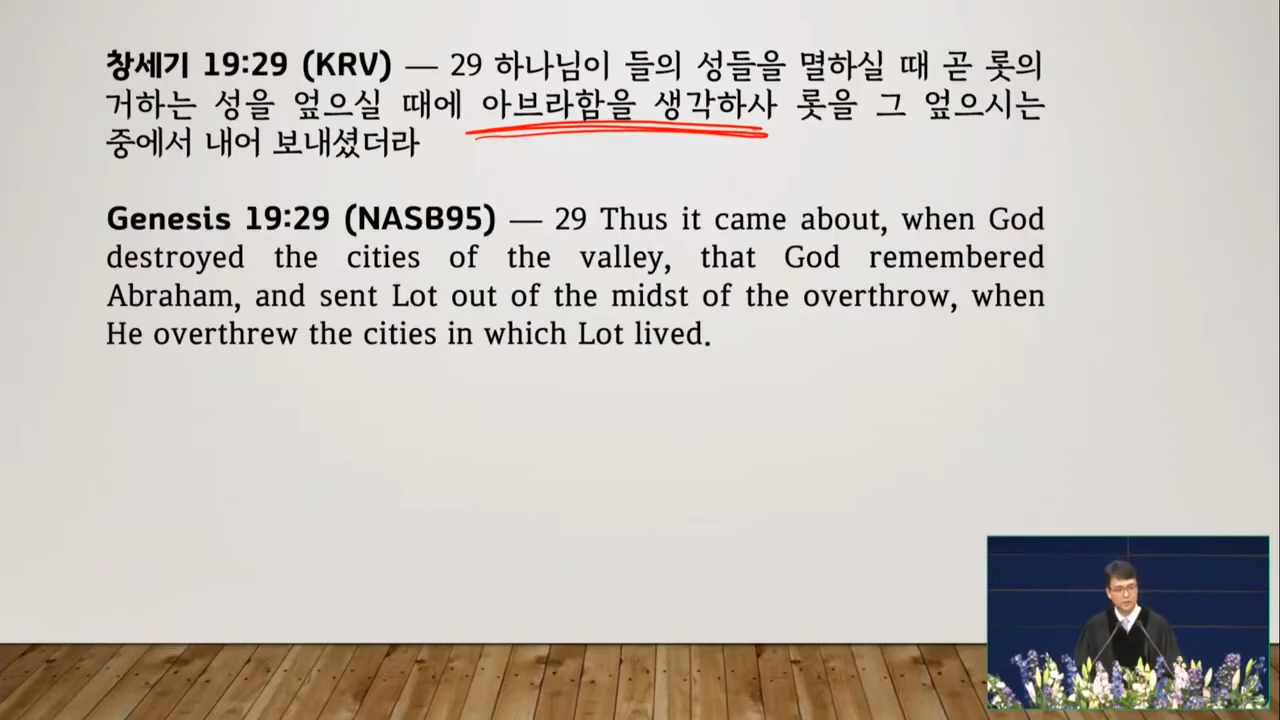 창세기 19:29 (KRV) — 29 하나님이 들의 성들을 멸하실 때 곧 롯의
거하는 성을 엎으실 때에 아브라함을 생각하사 롯을 그 엎으시는
중에서 내어 보내셨더라
Genesis 19:29 (NASB95) — 29 Thus it came about, when God
destroyed the cities of the valley, that God remembered
Abraham, and sent Lot out of the midst of the overthrow, when
He overthrew the cities in which Lot lived.